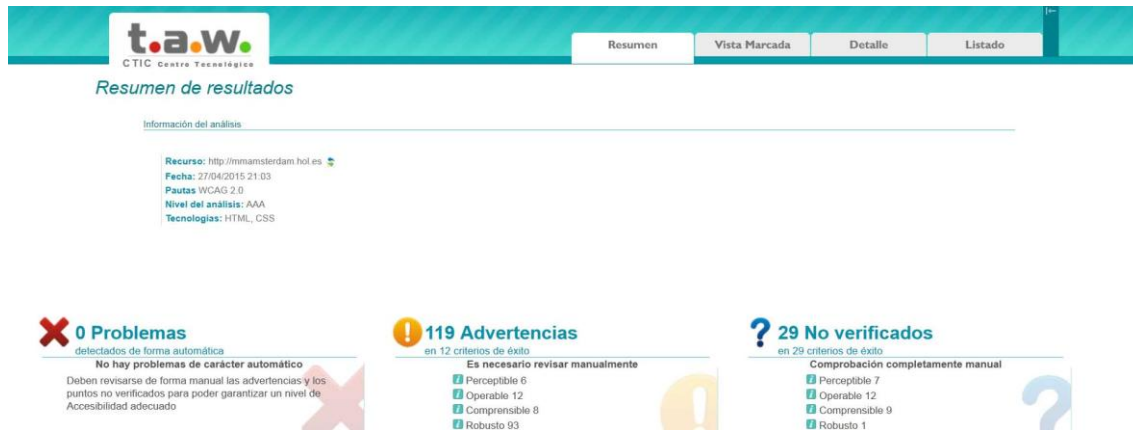 t.a.w.
CTIC Centro Tecnológico
Resumen
Vista Marcada
Detalle
Listado
Resumen de resultados
Información del análisis
Recurso: http://mmamsterdam.hol.es
Fecha: 27/04/2015 21:03
Pautas WCAG 2.0
Nivel del análisis: AAA
Tecnologías: HTML, CSS
0 Problemas
detectados de forma automática
No hay problemas de carácter automático
Deben revisarse de forma manual las advertencias y los
puntos no verificados para poder garantizar un nivel de
Accesibilidad adecuado
119 Advertencias
en 12 criterios de éxito
Es necesario revisar manualmente
Perceptible 6
Operable 12
Comprensible 8
Robusto 93
29 No verificados
en 29 criterios de éxito
Comprobación completamente manual
Perceptible 7
Operable 12
Comprensible 9
Robusto 1